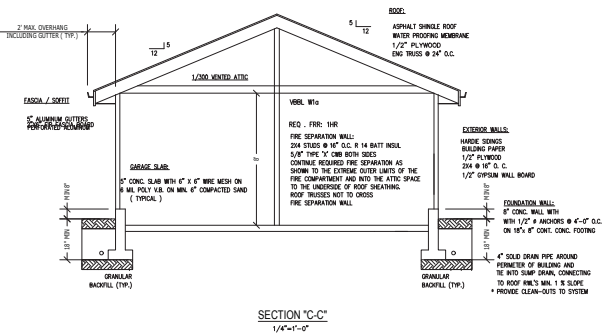 2' MAX. OVERHANG
INCLUDING GUTTER ( TYP.)
5
12
5
12
ROOF:
ASPHALT SHINGLE ROOF
WATER PROOFING MEMBRANE
1/2" PLYWOOD
ENG TRUSS @ 24" O.C.
1/300 VENTED ATTIC
FASCIA / SOFFIT
5" ALUMINUM GUTTERS
PERFORATED ALUMINUM
VBBL W1a
REQ . FRR: 1HR
FIRE SEPARATION WALL:
2X4 STUDS @ 16" O.C. R 14 BATT INSUL
5/8" TYPE 'X' GWB BOTH SIDES
CONTINUE REQUIRED FIRE SEPARATION AS
SHOWN TO THE EXTREME OUTER LIMITS OF THE
FIRE COMPARTMENT AND INTO THE ATTIC SPACE
TO THE UNDERSIDE OF ROOF SHEATHING.
ROOF TRUSSES NOT TO CROSS
FIRE SEPARATION WALL
8'
EXTERIOR WALLS:
HARDIE SIDINGS
BUILDING PAPER
1/2" PLYWOOD
2X4 @ 16" O. C.
1/2" GYPSUM WALL BOARD
GARAGE SLAB:
5" CONC. SLAB WITH 6" X 6" WIRE MESH ON
6 MIL POLY V.B. ON MIN. 6" COMPACTED SAND
( TYPICAL )
MIN 8"
18" MIN
MIN 8"
18" MIN
FOUNDATION WALL:
8" CONC. WALL WITH
WITH 1/2" ø ANCHORS @ 4'-0" O.C.
ON 18"x 8" CONT. CONC. FOOTING
4" SOLID DRAIN PIPE AROUND
PERIMETER OF BUILDING AND
TIE INTO SUMP DRAIN, CONNECTING
TO ROOF RWL'S MIN. 1 % SLOPE
* PROVIDE CLEAN-OUTS TO SYSTEM
GRANULAR
BACKFILL (TYP.)
GRANULAR
BACKFILL (TYP.)
SECTION "C-C"
1/4"=1'-0"